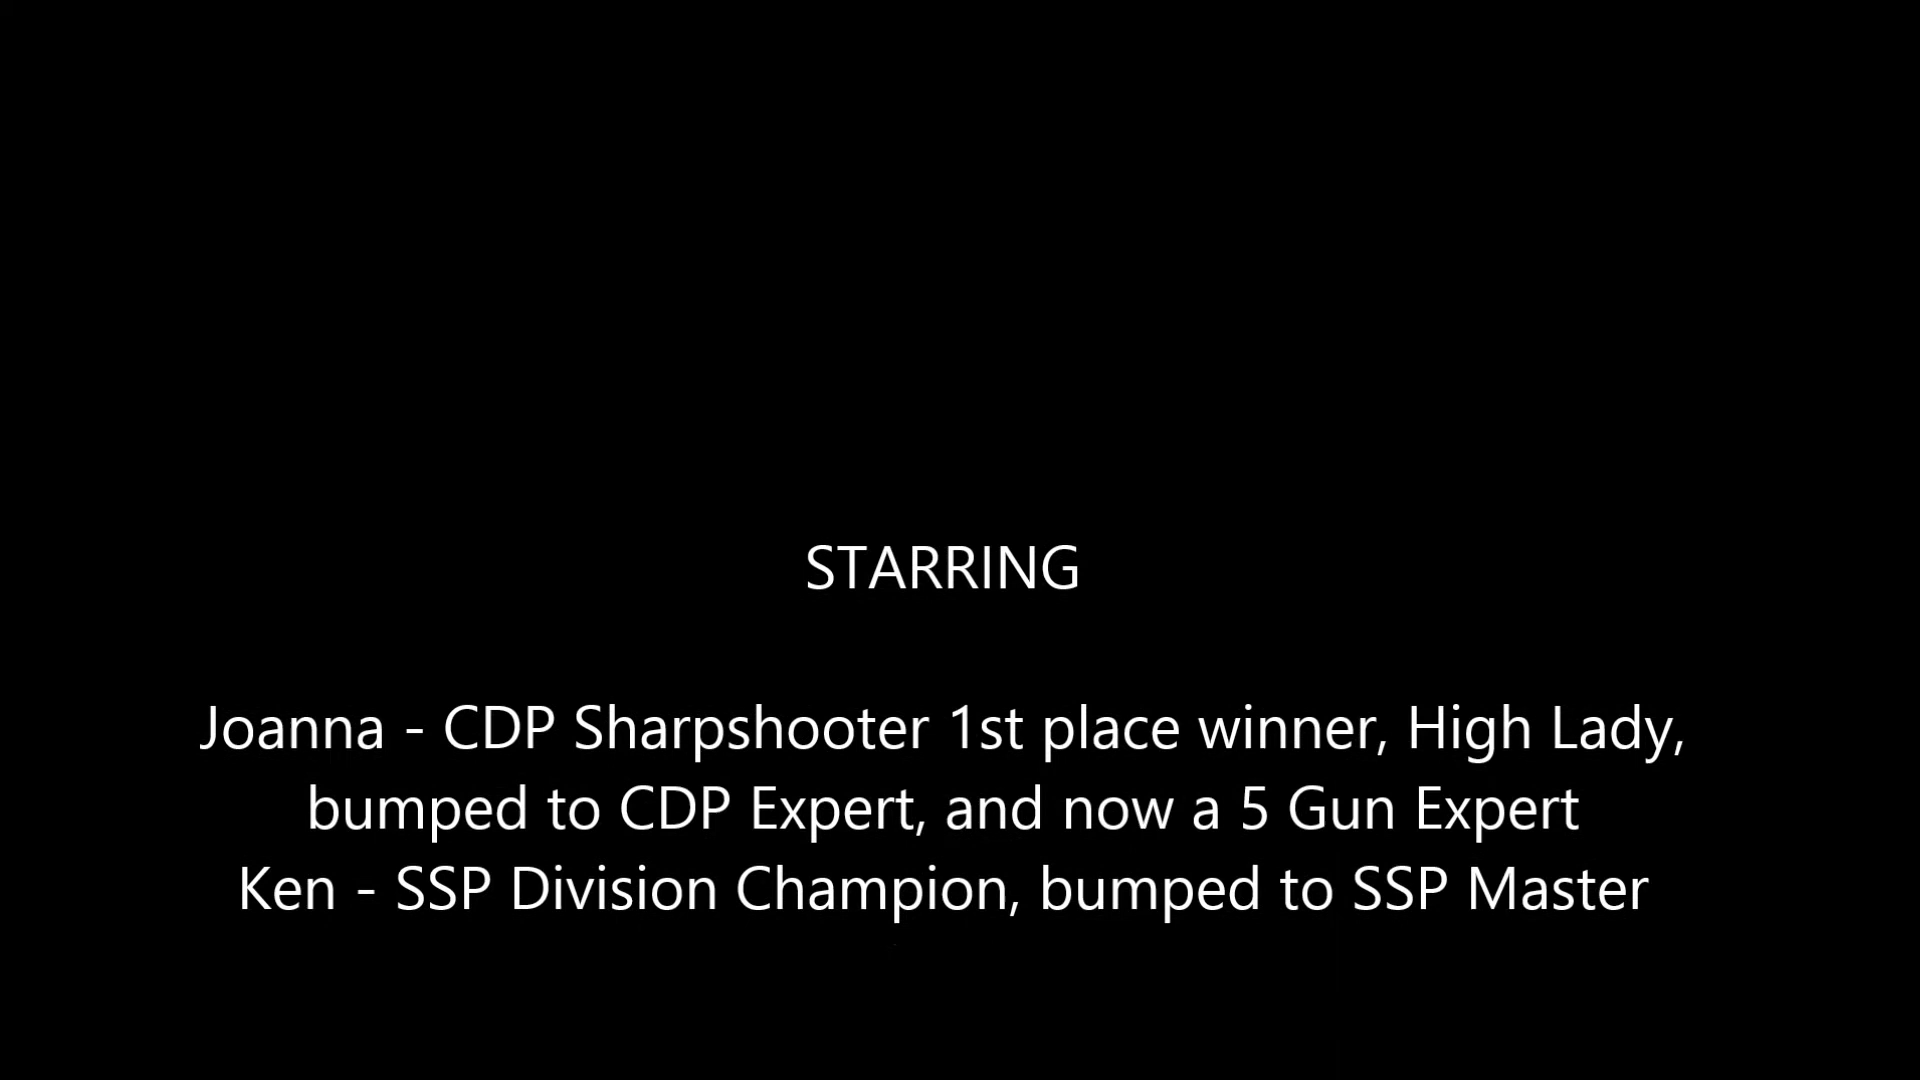 STARRING
Joanna - CDP Sharpshooter 1st place winner, High Lady,
bumped to CDP Expert, and now a 5 Gun Expert
Ken - SSP Division Champion, bumped to SSP Master